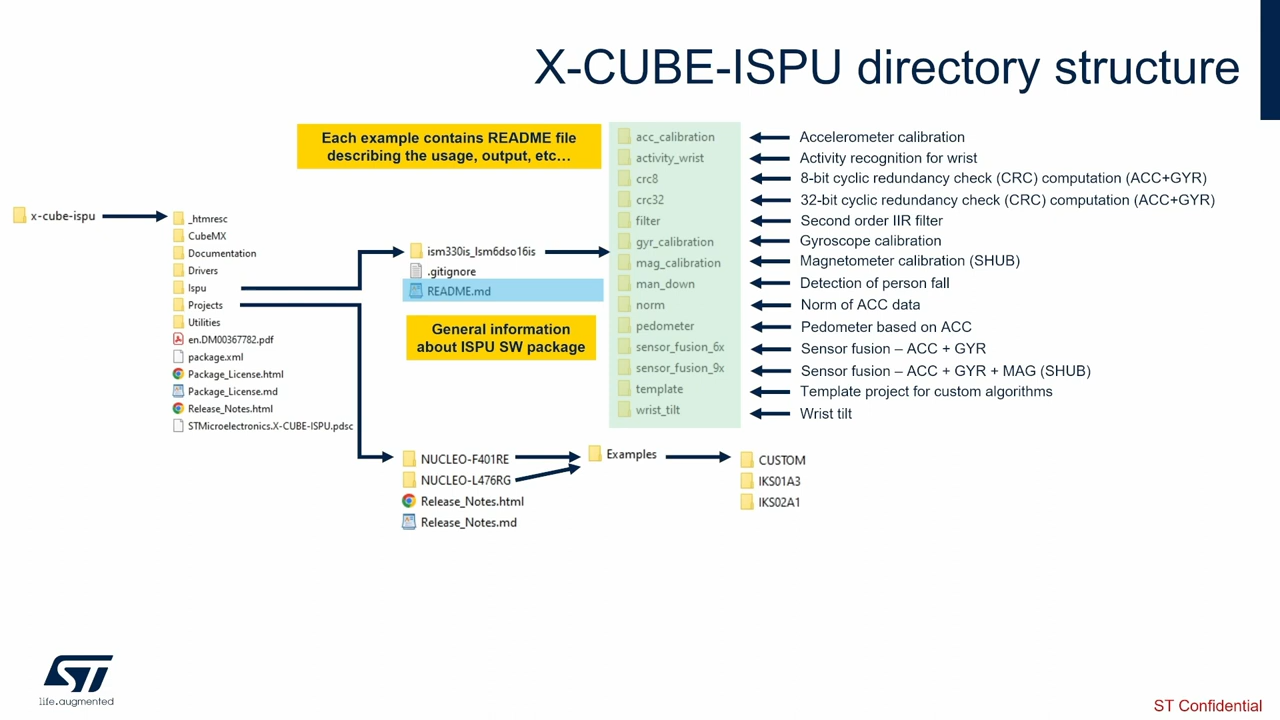 X-CUBE-ISPU directory structure
Each example contains README file
describing the usage, output, etc…
x-cube-ispu
_htmresc
CubeMX
Documentation
Drivers
Ispu
Projects
Utilities
en.DM00367782.pdf
package.xml
Package_License.html
Package_License.md
Release_Notes.html
STMicroelectronics.X-CUBE-ISPU.pdsc
ism330is_lsm6dso16is
.gitignore
README.md
General information
about ISPU SW package
acc_calibration
Accelerometer calibration
activity_wrist
Activity recognition for wrist
crc8
8-bit cyclic redundancy check (CRC) computation (ACC+GYR)
crc32
32-bit cyclic redundancy check (CRC) computation (ACC+GYR)
filter
Second order IIR filter
gyr_calibration
Gyroscope calibration
mag_calibration
Magnetometer calibration (SHUB)
man_down
Detection of person fall
norm
Norm of ACC data
pedometer
Pedometer based on ACC
sensor_fusion_6x
Sensor fusion – ACC + GYR
sensor_fusion_9x
Sensor fusion – ACC + GYR + MAG (SHUB)
template
Template project for custom algorithms
wrist_tilt
Wrist tilt
NUCLEO-F401RE
NUCLEO-L476RG
Release_Notes.html
Release_Notes.md
Examples
CUSTOM
IKS01A3
IKS02A1
ST
life.augmented
ST Confidential